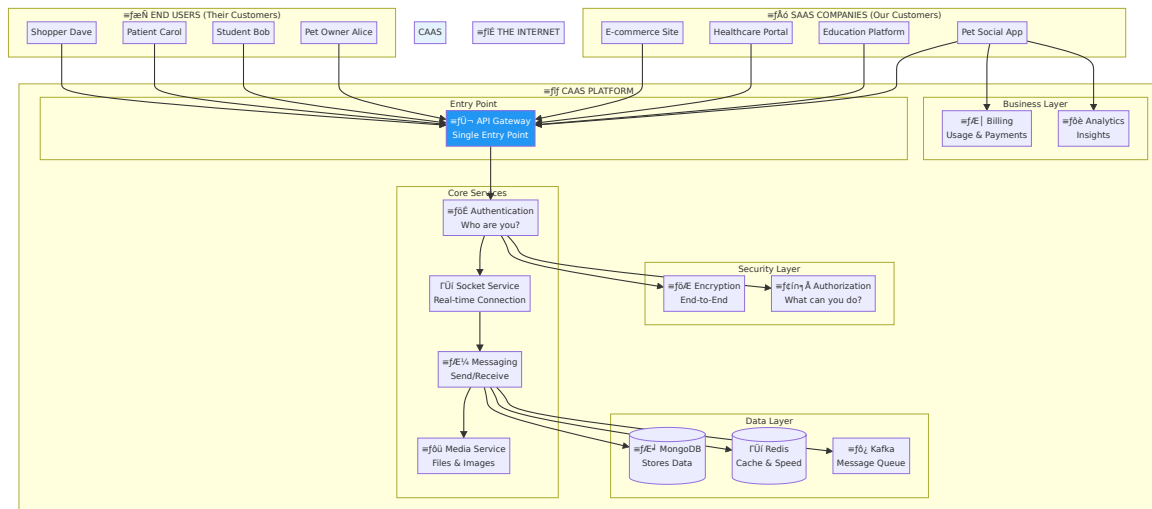 ≡ƒæÑ END USERS (Their Customers)
Shopper Dave
Patient Carol
Student Bob
Pet Owner Alice
CAAS
≡ƒîÉ THE INTERNET
≡ƒÅó SAAS COMPANIES (Our Customers)
E-commerce Site
Healthcare Portal
Education Platform
Pet Social App
≡ƒÅù CAAS PLATFORM
Entry Point
≡ƒÜ¬ API Gateway
Single Entry Point
Business Layer
≡ƒÆ│ Billing
Usage & Payments
≡ƒôè Analytics
Insights
Core Services
≡ƒöÉ Authentication
Who are you?
ΓÜí Socket Service
Real-time Connection
≡ƒÆ¼ Messaging
Send/Receive
≡ƒôü Media Service
Files & Images
Security Layer
≡ƒöÆ Encryption
End-to-End
≡ƒ¢í∩╕Å Authorization
What can you do?
Data Layer
≡ƒÆ╛ MongoDB
Stores Data
ΓÜí Redis
Cache & Speed
≡ƒô¿ Kafka
Message Queue